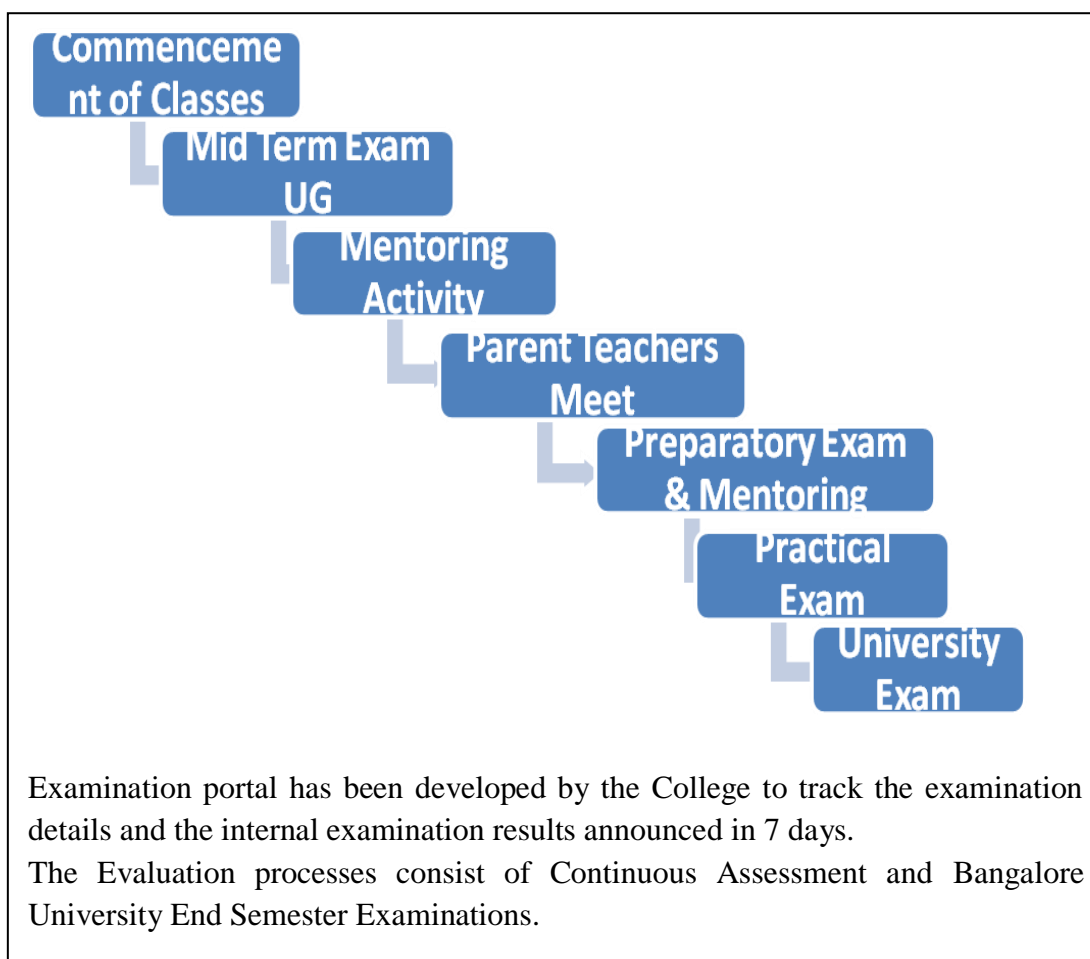 Commenceme
nt of Classes
Mid Term Exam
UG
Mentoring
Activity
Parent Teachers
Meet
Preparatory Exam
& Mentoring
Practical
Exam
University
Exam
Examination portal has been developed by the College to track the examination
details and the internal examination results announced in 7 days.
The Evaluation processes consist of Continuous Assessment and Bangalore
University End Semester Examinations.